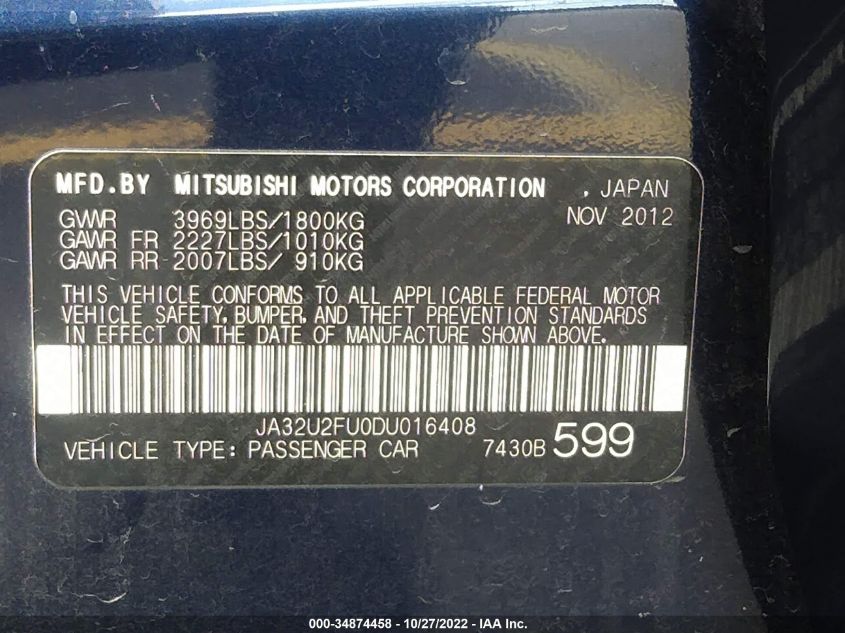 MFD.BY MITSUBISHI MOTORS CORPORATION , JAPAN
GVWR 3969LBS/1800KG NOV 2012
GAWR FR 2227LBS/1010KG
GAWR RR 2007LBS/ 910KG
THIS VEHICLE CONFORMS TO ALL APPLICABLE FEDERAL MOTOR
VEHICLE SAFETY, BUMPER, AND THEFT PREVENTION STANDARDS
IN EFFECT ON THE DATE OF MANUFACTURE SHOWN ABOVE.
JA32U2FU0DU016408
VEHICLE TYPE: PASSENGER CAR 7430B 599
000-34874458 - 10/27/2022 - IAA Inc.